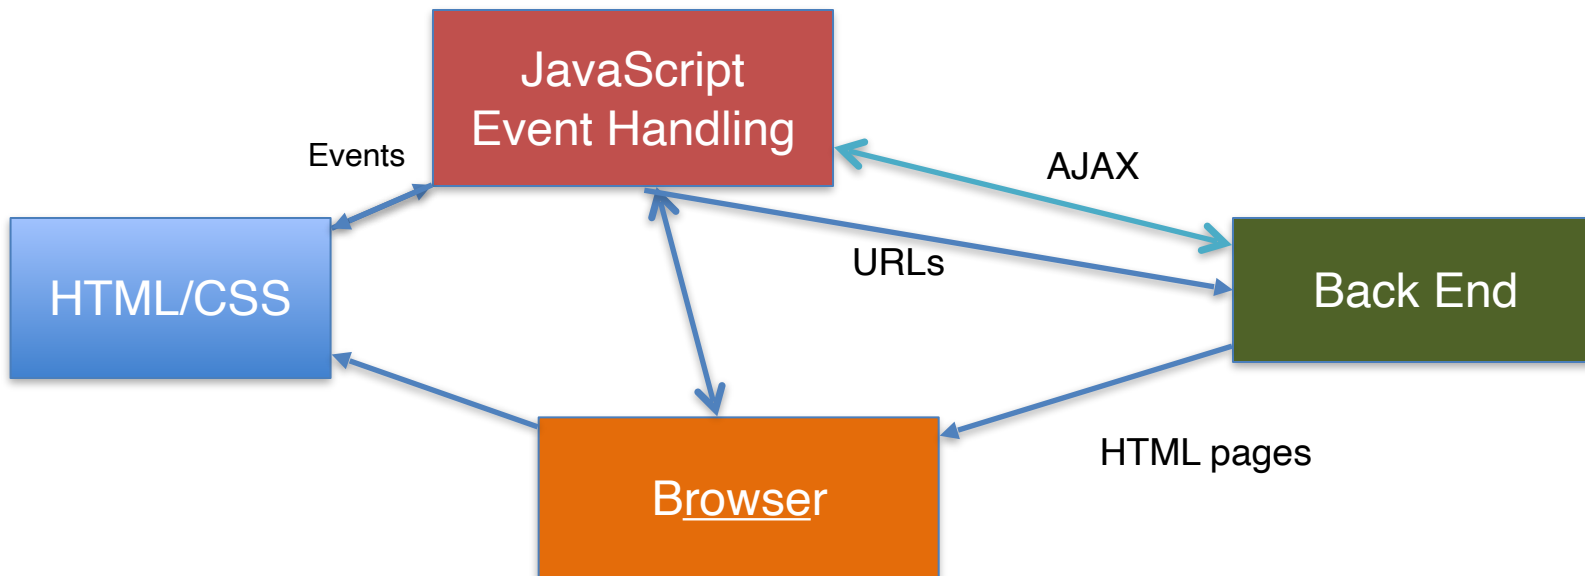 JavaScript
Event Handling
Events
AJAX
URLs
HTML/CSS
Back End
HTML pages
Browser